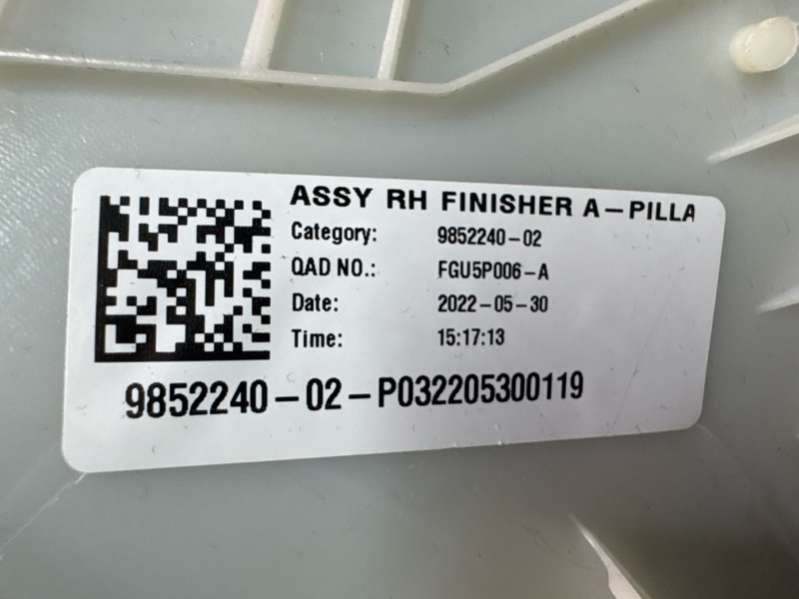 ASSY RH FINISHER A-PILLA
Category: 9852240-02
QAD NO.: FGU5P006-A
Date: 2022-05-30
Time: 15:17:13
9852240-02-P032205300119